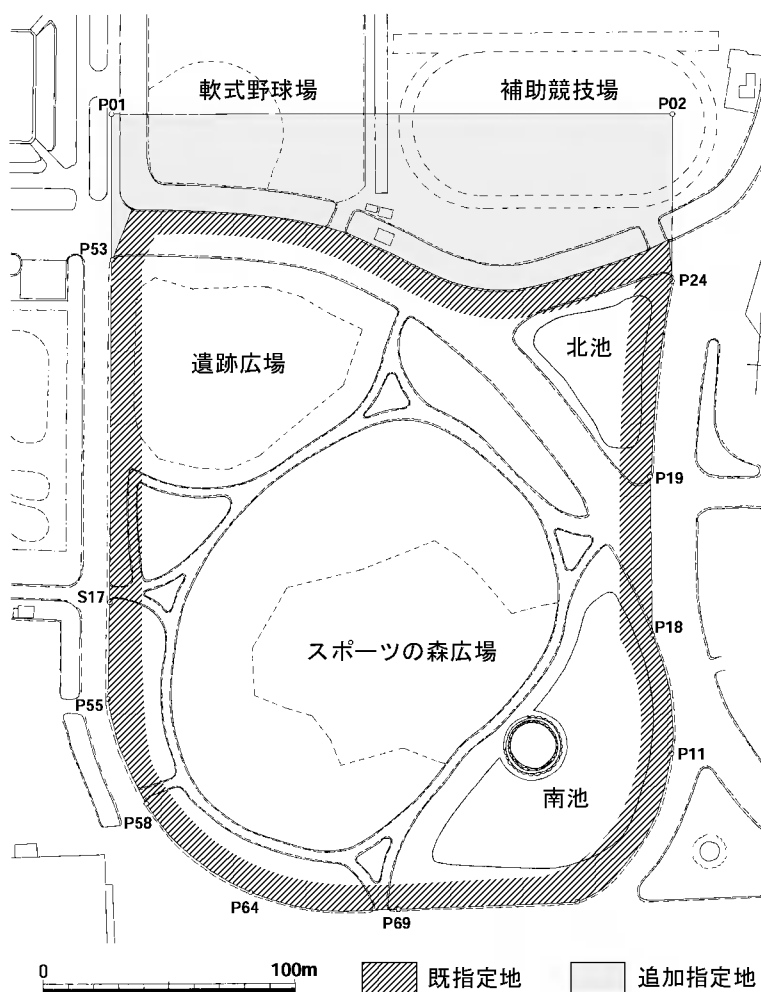 軟式野球場
補助競技場
P01
P02
P53
P24
北池
遺跡広場
P19
S17
P18
スポーツの森広場
P55
P11
南池
P58
P64
P69
0 100m
既指定地
追加指定地